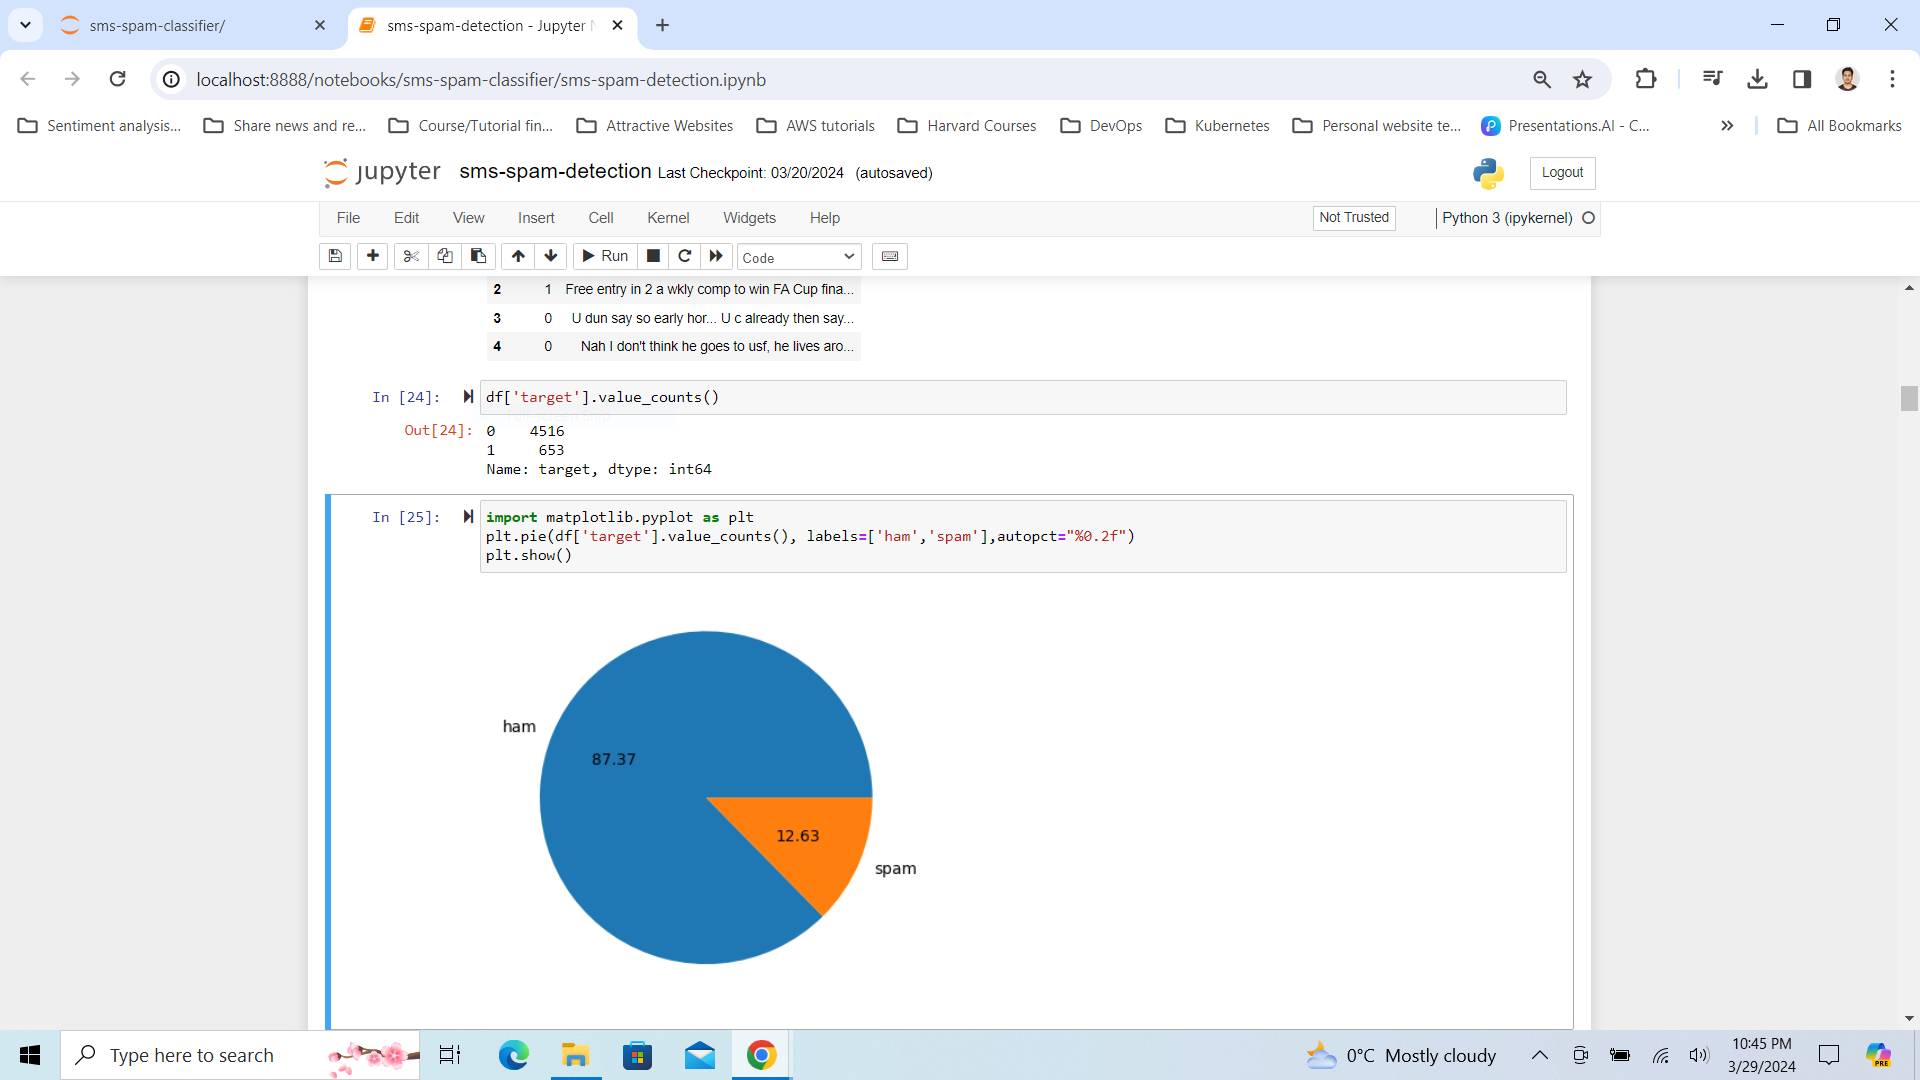 sms-spam-classifier/
sms-spam-detection - Jupyter
localhost:8888/notebooks/sms-spam-classifier/sms-spam-detection.ipynb
Sentiment analysis... Share news and re... Course/Tutorial fin... Attractive Websites AWS tutorials Harvard Courses DevOps Kubernetes Personal website te... Presentations.AI - C... All Bookmarks
jupyter sms-spam-detection Last Checkpoint: 03/20/2024 (autosaved) Logout
File Edit View Insert Cell Kernel Widgets Help Not Trusted Python 3 (ipykernel)
Run Code
2 1 Free entry in 2 a wkly comp to win FA Cup fina...
3 0 U dun say so early hor... U c already then say...
4 0 Nah I don't think he goes to usf, he lives aro...
In [24]: df['target'].value_counts()
Out[24]: 0 4516
1 653
Name: target, dtype: int64
In [25]: import matplotlib.pyplot as plt
plt.pie(df['target'].value_counts(), labels=['ham','spam'],autopct="%0.2f")
plt.show()
ham
87.37
12.63
spam
Type here to search
0°C Mostly cloudy
10:45 PM
3/29/2024
PRE